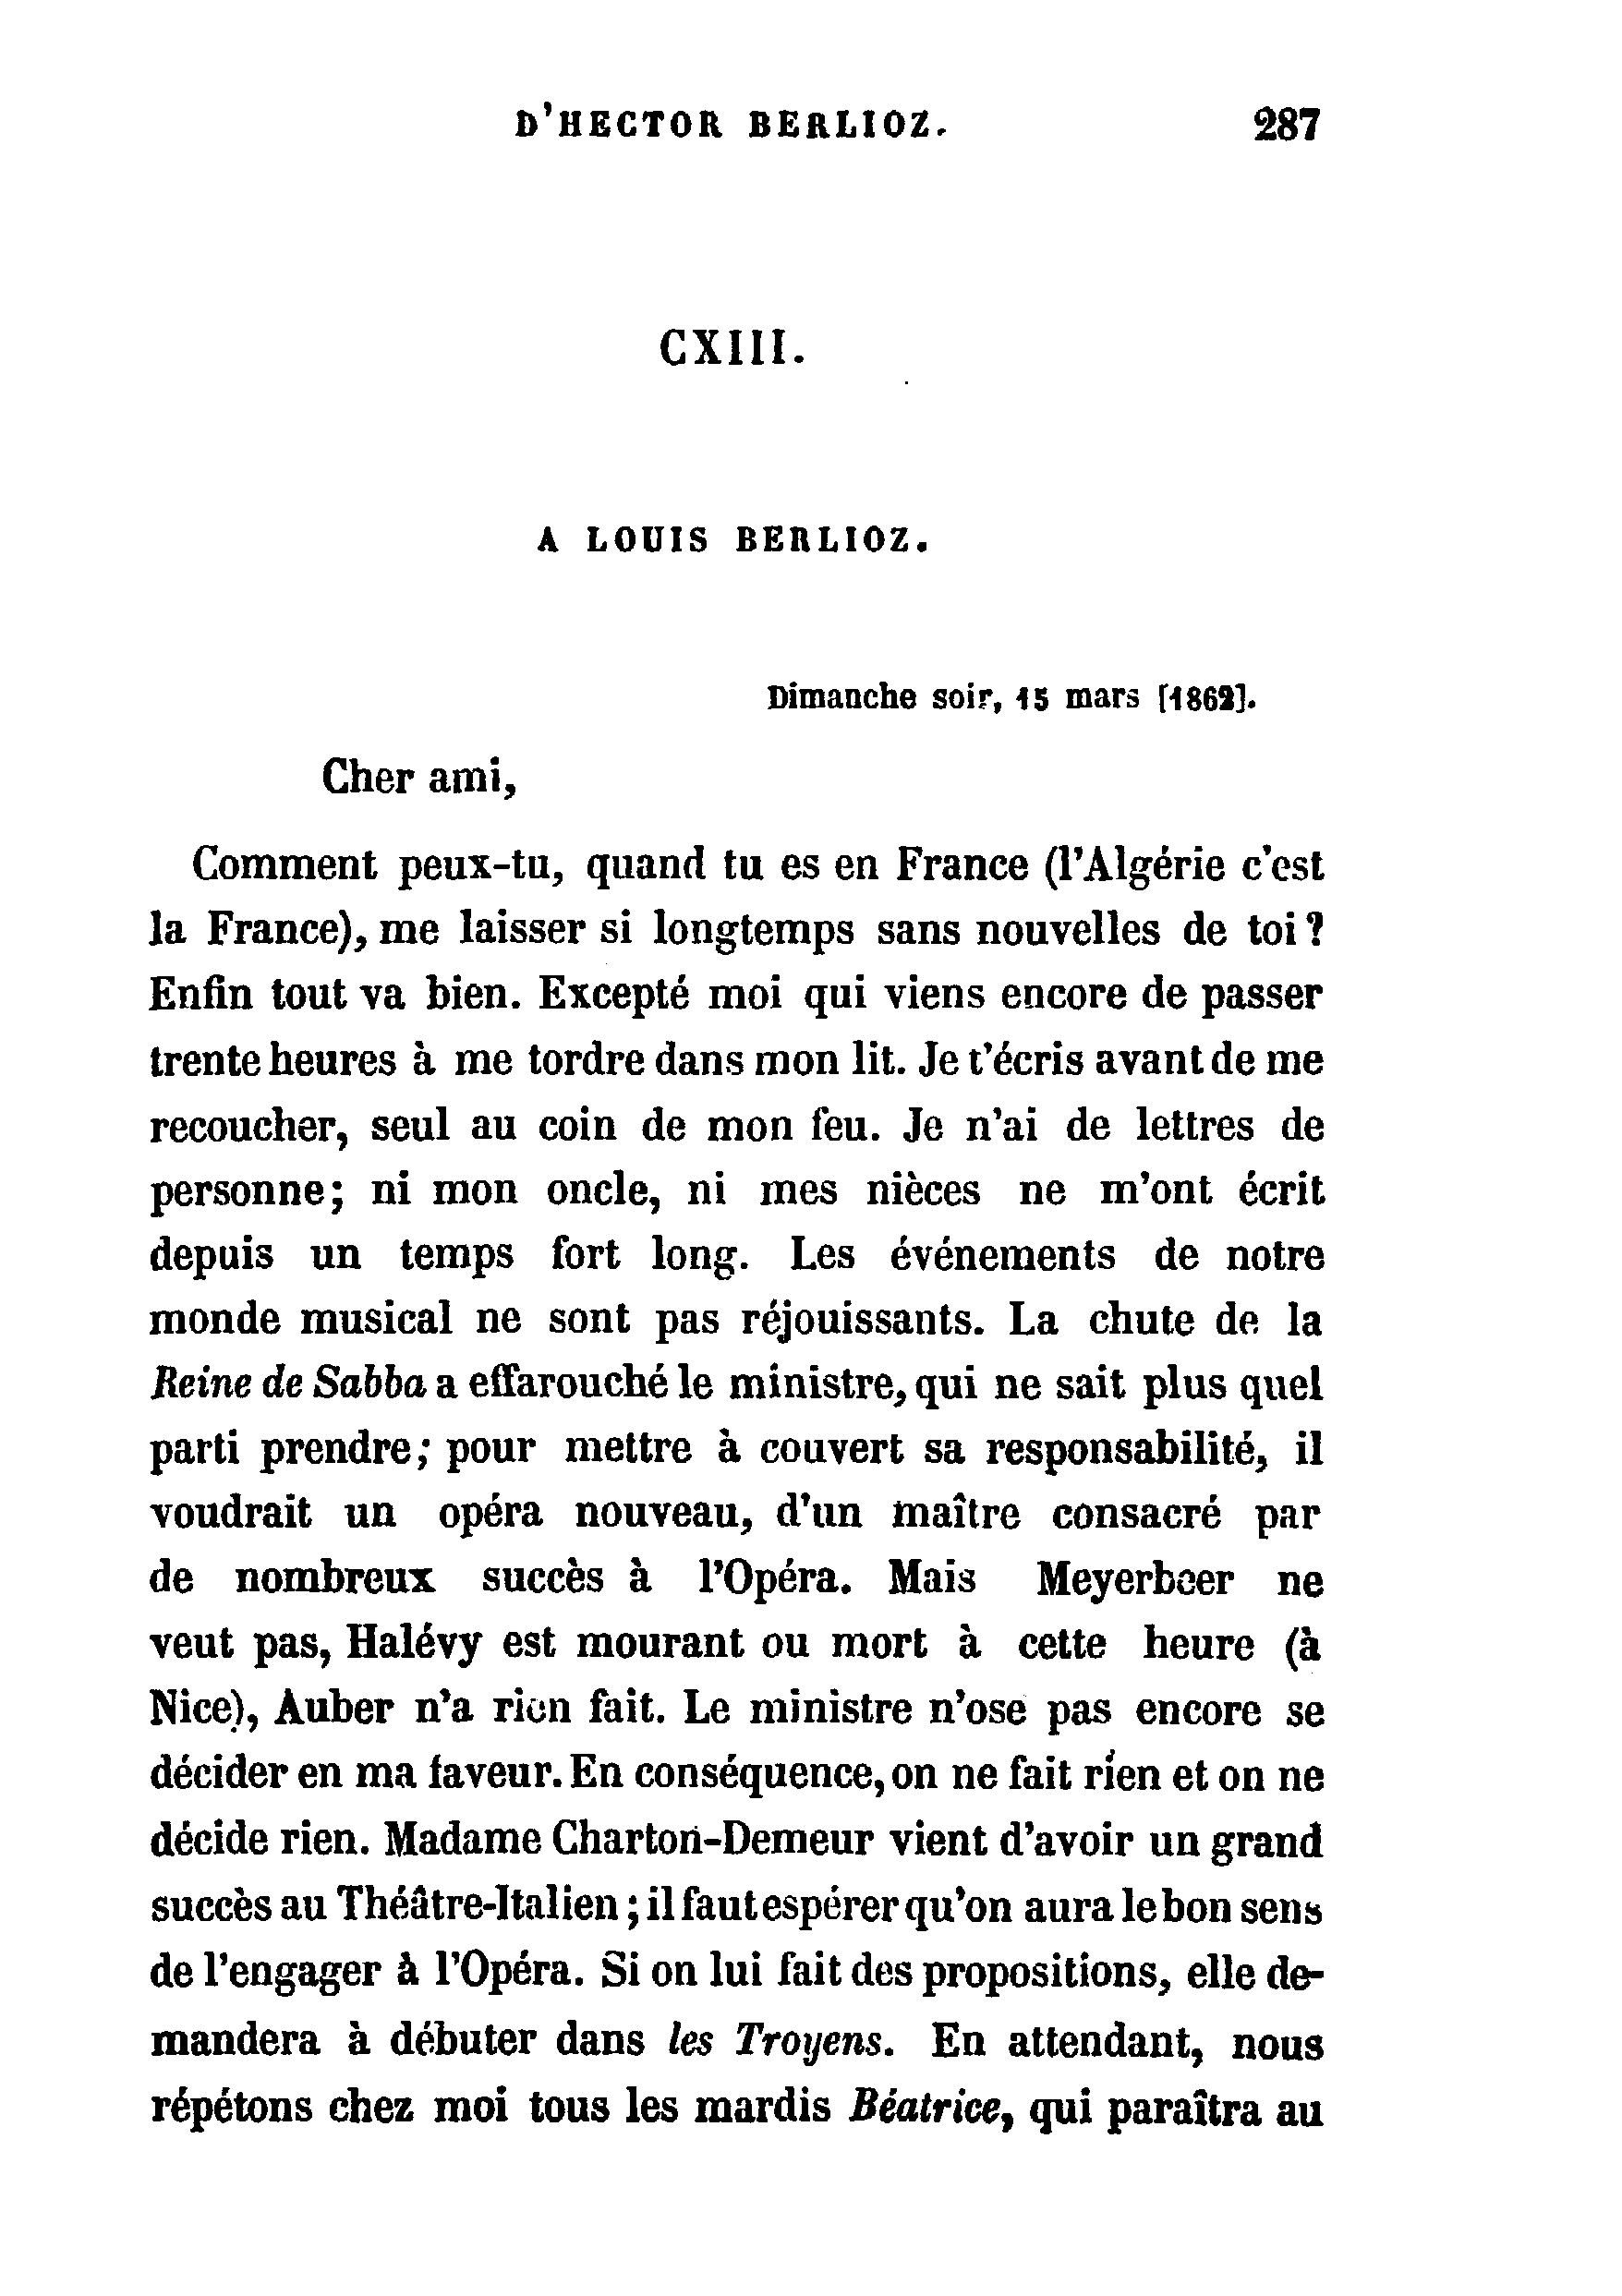 D'HECTOR BERLIOZ. 287
CXIII.
A LOUIS BERLIOZ.
Dimanche soir, 15 mars [1862].
Cher ami,
Comment peux-tu, quand tu es en France (l'Algérie c'est
la France), me laisser si longtemps sans nouvelles de toi ?
Enfin tout va bien. Excepté moi qui viens encore de passer
trente heures à me tordre dans mon lit. Je t'écris avant de me
recoucher, seul au coin de mon feu. Je n'ai de lettres de
personne; ni mon oncle, ni mes nièces ne m'ont écrit
depuis un temps fort long. Les événements de notre
monde musical ne sont pas réjouissants. La chute de la
Reine de Sabba a effarouché le ministre, qui ne sait plus quel
parti prendre; pour mettre à couvert sa responsabilité, il
voudrait un opéra nouveau, d'un maître consacré par
de nombreux succès à l'Opéra. Mais Meyerbeer ne
veut pas, Halévy est mourant ou mort à cette heure (à
Nice), Auber n'a rien fait. Le ministre n'ose pas encore se
décider en ma faveur. En conséquence, on ne fait rien et on ne
décide rien. Madame Charton-Demeur vient d'avoir un grand
succès au Théâtre-Italien ; il faut espérer qu'on aura le bon sens
de l'engager à l'Opéra. Si on lui fait des propositions, elle de-
mandera à débuter dans les Troyens. En attendant, nous
répétons chez moi tous les mardis Béatrice, qui paraîtra au